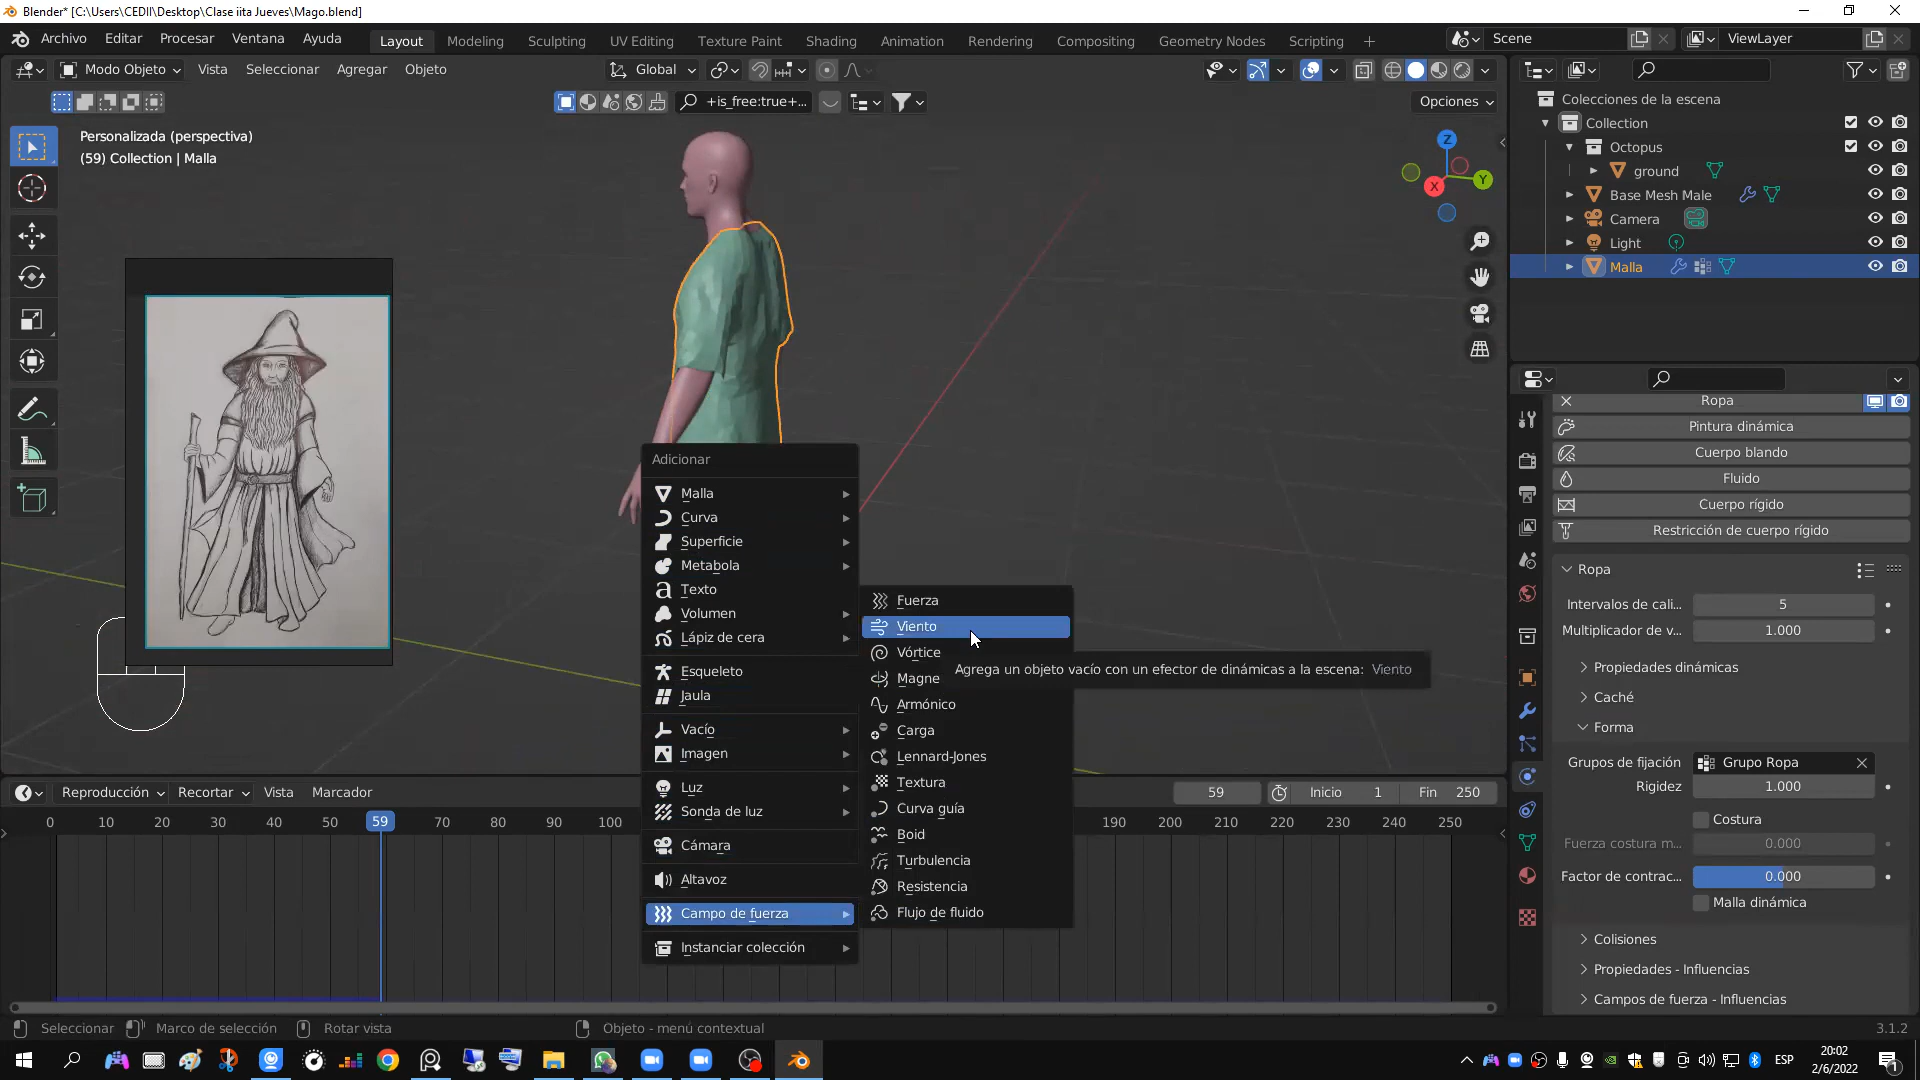 Blender* [C:\Users\CEDII\Desktop\Clase iita Jueves\Mago.blend]
Archivo Editar Procesar Ventana Ayuda
Layout Modeling Sculpting UV Editing Texture Paint Shading Animation Rendering Compositing Geometry Nodes Scripting
Scene
ViewLayer
Modo Objeto Vista Seleccionar Agregar Objeto
Global
+is_free:true+...
Opciones
Personalizada (perspectiva)
(59) Collection | Malla
Z
Y
X
Colecciones de la escena
Collection
Octopus
ground
Base Mesh Male
Camera
Light
Malla
Adicionar
Malla
Curva
Superficie
Metabola
Texto
Volumen
Lápiz de cera
Esqueleto
Jaula
Vacío
Imagen
Luz
Sonda de luz
Cámara
Altavoz
Campo de fuerza
Instanciar colección
Fuerza
Viento
Vórtice
Magne
Agrega un objeto vacío con un efector de dinámicas a la escena: Viento
Armónico
Carga
Lennard-Jones
Textura
Curva guía
Boid
Turbulencia
Resistencia
Flujo de fluido
Ropa
Pintura dinámica
Cuerpo blando
Fluido
Cuerpo rígido
Restricción de cuerpo rígido
Ropa
Intervalos de cali... 5
Multiplicador de v... 1.000
Propiedades dinámicas
Caché
Forma
Grupos de fijación Grupo Ropa
Rigidez 1.000
Costura
Fuerza costura m... 0.000
Factor de contrac... 0.000
Malla dinámica
Colisiones
Propiedades - Influencias
Campos de fuerza - Influencias
Reproducción Recortar Vista Marcador
59 Inicio 1 Fin 250
0 10 20 30 40 50 59 70 80 90 100 190 200 210 220 230 240 250
Seleccionar Marco de selección Rotar vista Objeto - menú contextual
3.1.2
ESP
20:02
2/6/2022
1